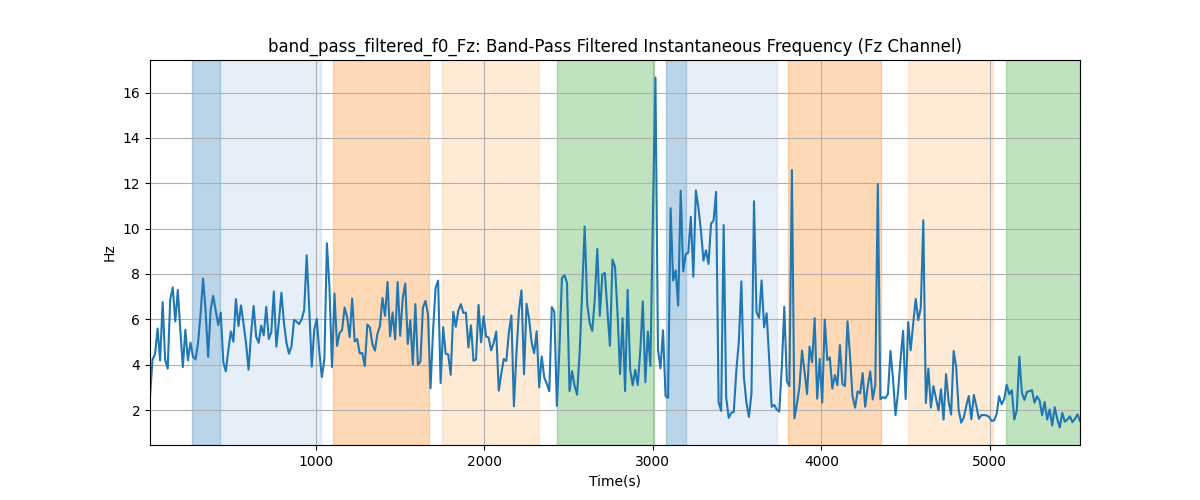 band_pass_filtered_f0_Fz: Band-Pass Filtered Instantaneous Frequency (Fz Channel)
16
14
12
10
8
6
4
2
Hz
1000 2000 3000 4000 5000
Time(s)